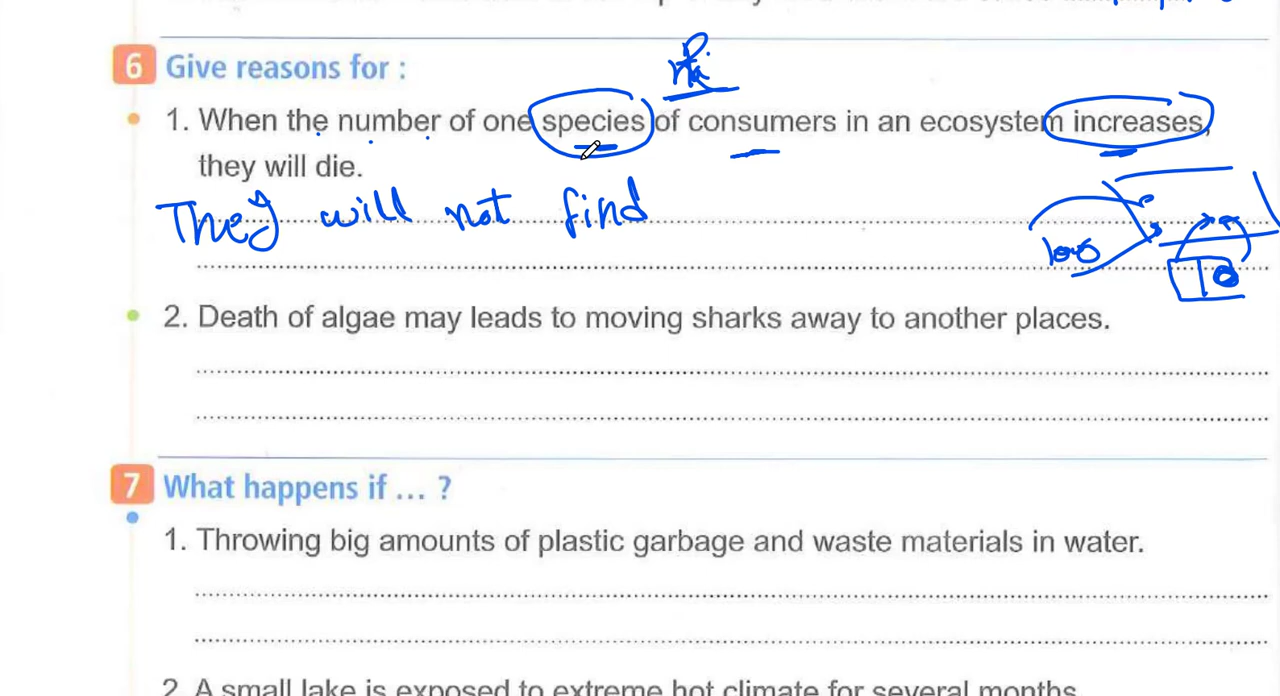 6 Give reasons for :
1. When the number of one species of consumers in an ecosystem increases,
they will die.
They will not find
100
10
2. Death of algae may leads to moving sharks away to another places.
7 What happens if ... ?
1. Throwing big amounts of plastic garbage and waste materials in water.
2. A small lake is exposed to extreme hot climate for several months.